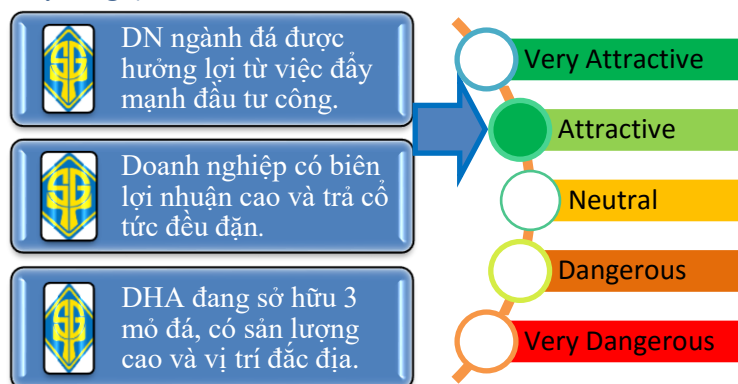 DN ngành đá được
hưởng lợi từ việc đẩy
mạnh đầu tư công.
Doanh nghiệp có biên
lợi nhuận cao và trả cổ
tức đều đặn.
DHA đang sở hữu 3
mỏ đá, có sản lượng
cao và vị trí đắc địa.
Very Attractive
Attractive
Neutral
Dangerous
Very Dangerous